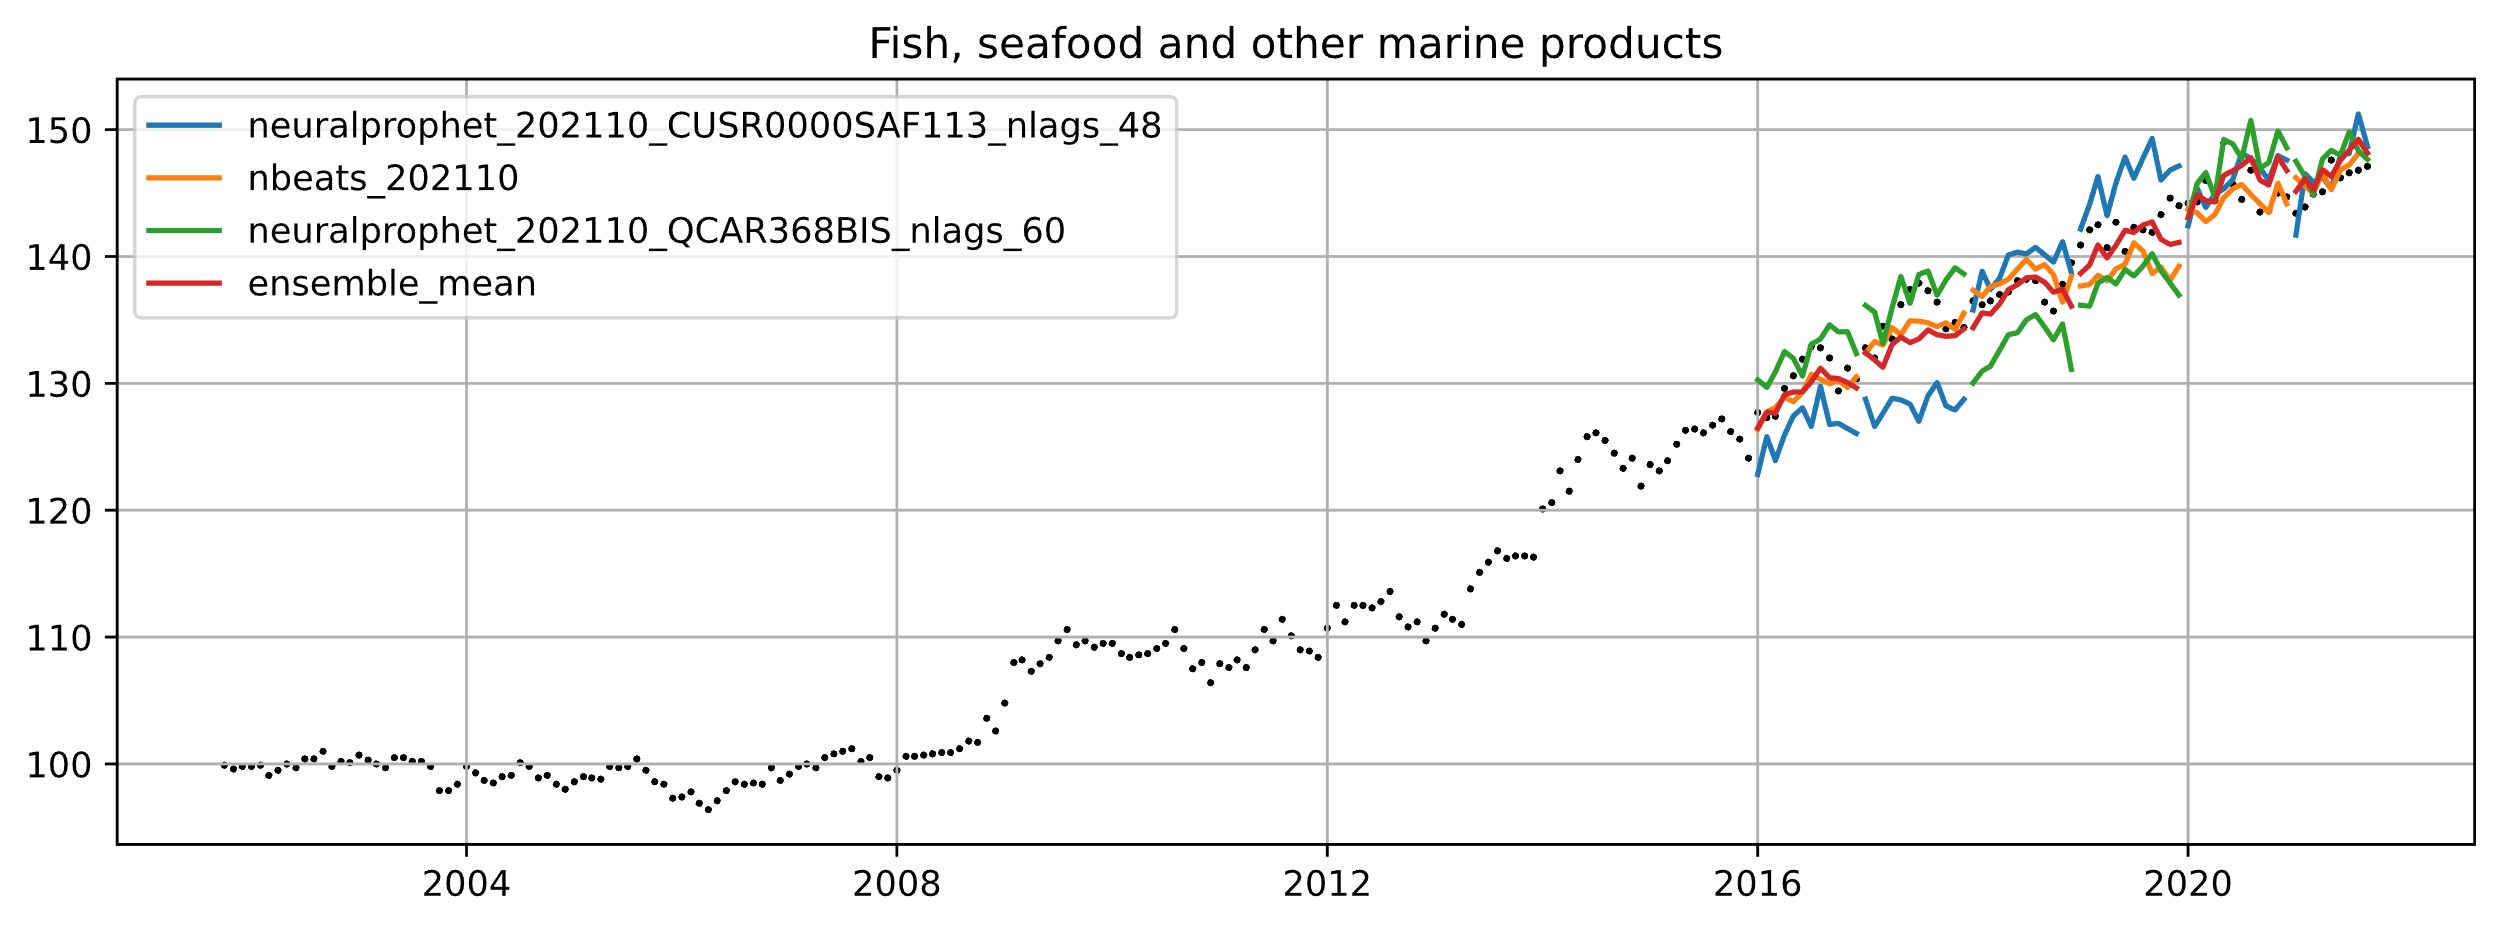 Fish, seafood and other marine products
neuralprophet_202110_CUSR0000SAF113_nlags_48
nbeats_202110
neuralprophet_202110_QCAR368BIS_nlags_60
ensemble_mean
150
140
130
120
110
100
2004
2008
2012
2016
2020